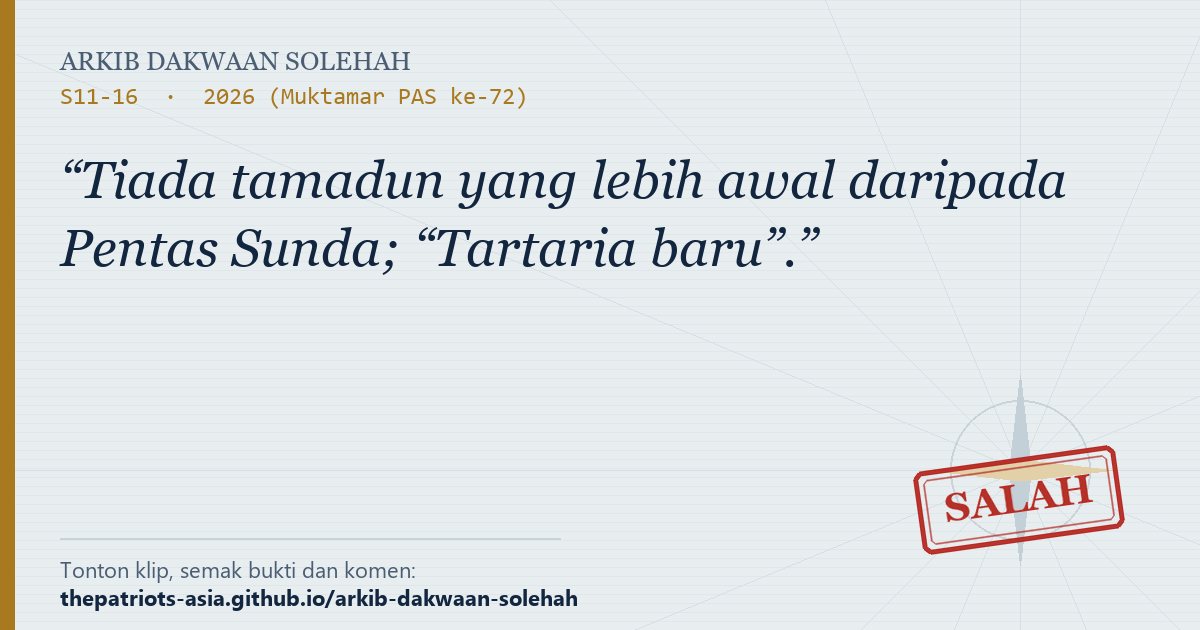 ARKIB DAKWAAN SOLEHAH
S11-16 · 2026 (Muktamar PAS ke-72)
“Tiada tamadun yang lebih awal daripada
Pentas Sunda; “Tartaria baru”.”
SALAH
Tonton klip, semak bukti dan komen:
thepatriots-asia.github.io/arkib-dakwaan-solehah